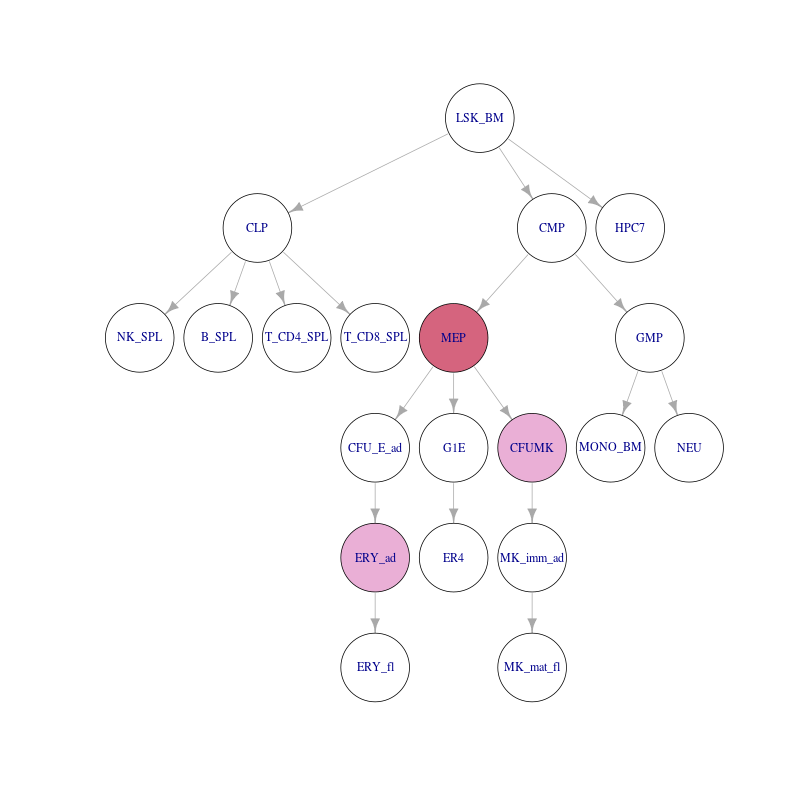 LSK_BM
CLP
CMP
HPC7
NK_SPL
B_SPL
T_CD4_SPL
T_CD8_SPL
MEP
GMP
CFU_E_ad
G1E
CFUMK
MONO_BM
NEU
ERY_ad
ER4
MK_imm_ad
ERY_fl
MK_mat_fl